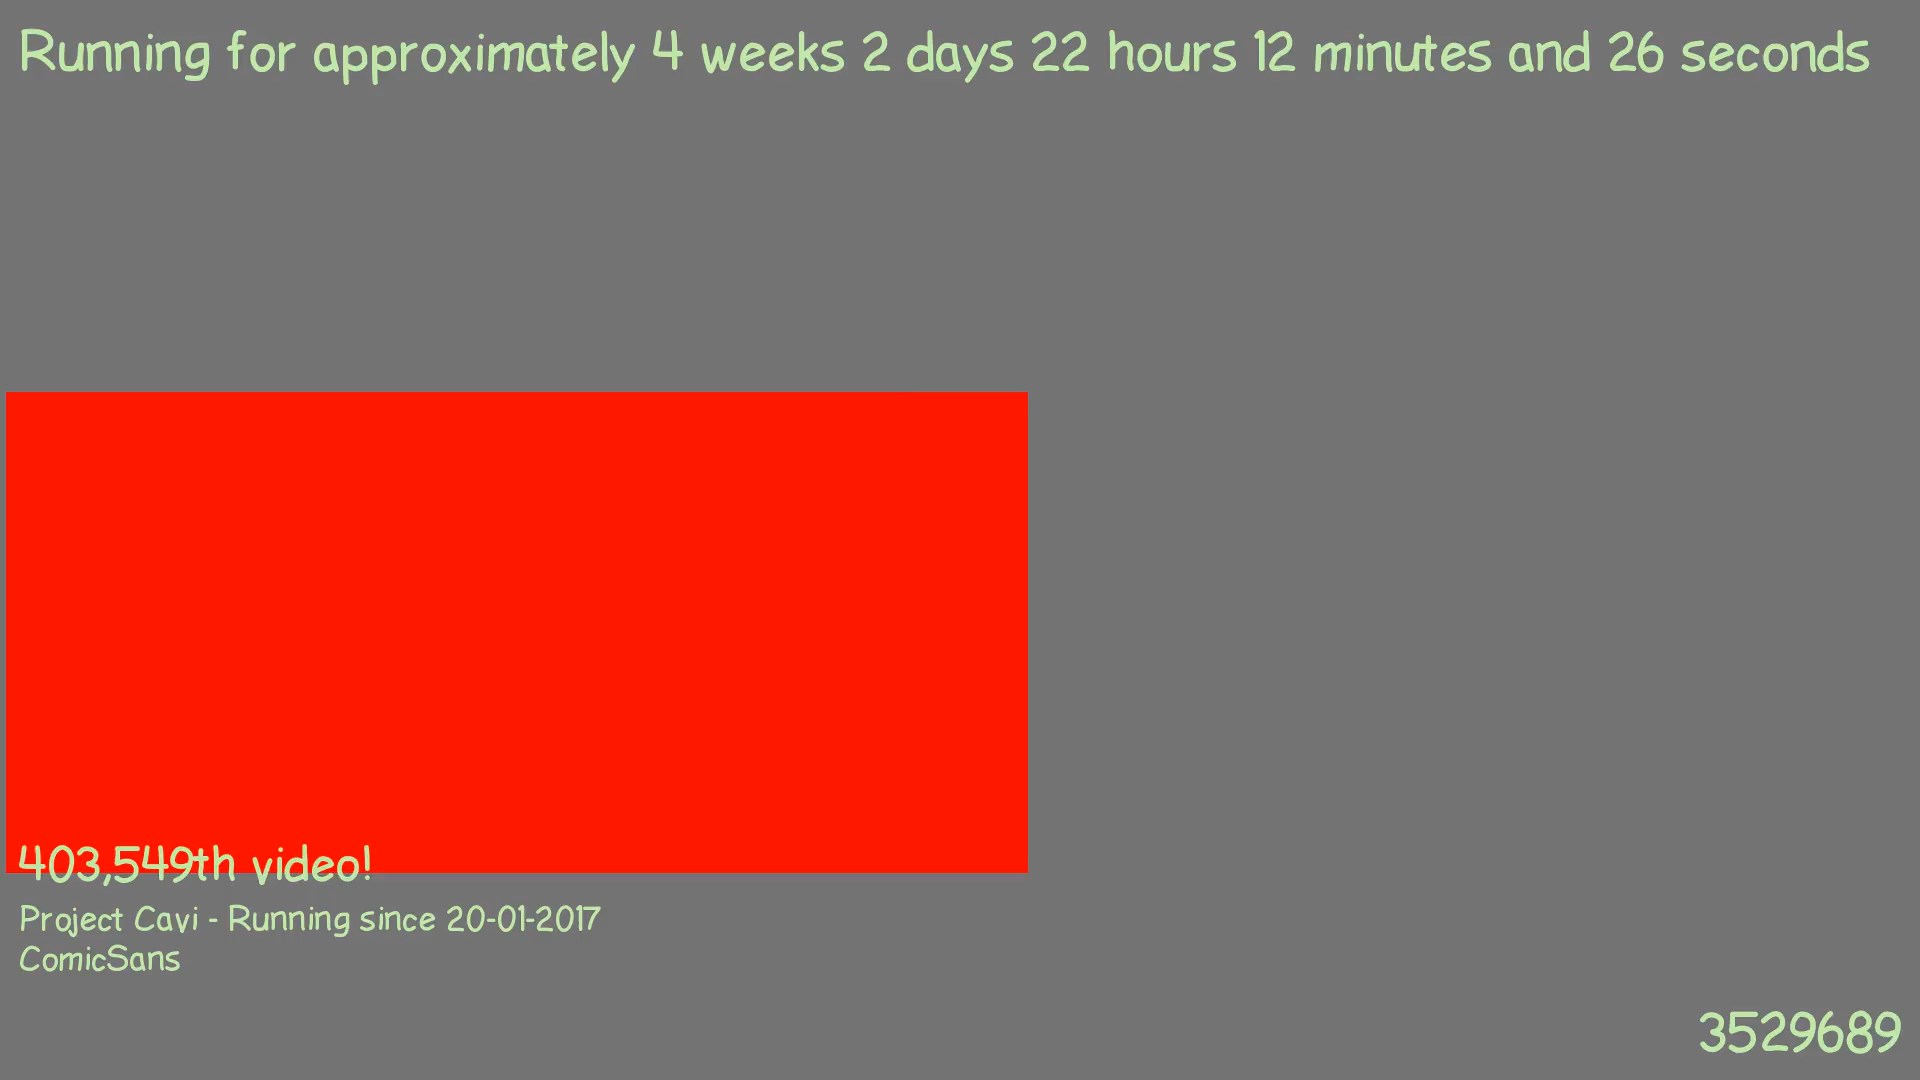 Running for approximately 4 weeks 2 days 22 hours 12 minutes and 26 seconds
403,549th video!
Project Cavi - Running since 20-01-2017
ComicSans
3529689